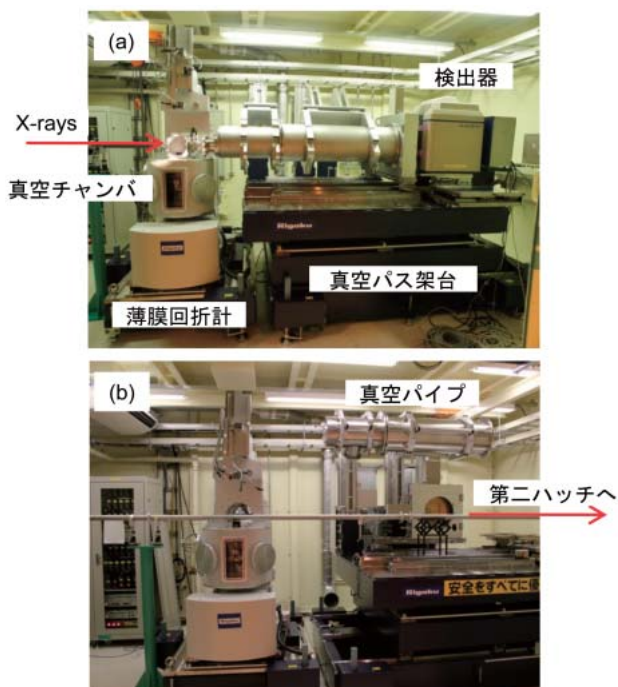 (a)
検出器
X-rays
真空チャンバ
Rigaku
真空パス架台
薄膜回折計
(b)
真空パイプ
第二ハッチへ
安全をすべてに優
Rigaku